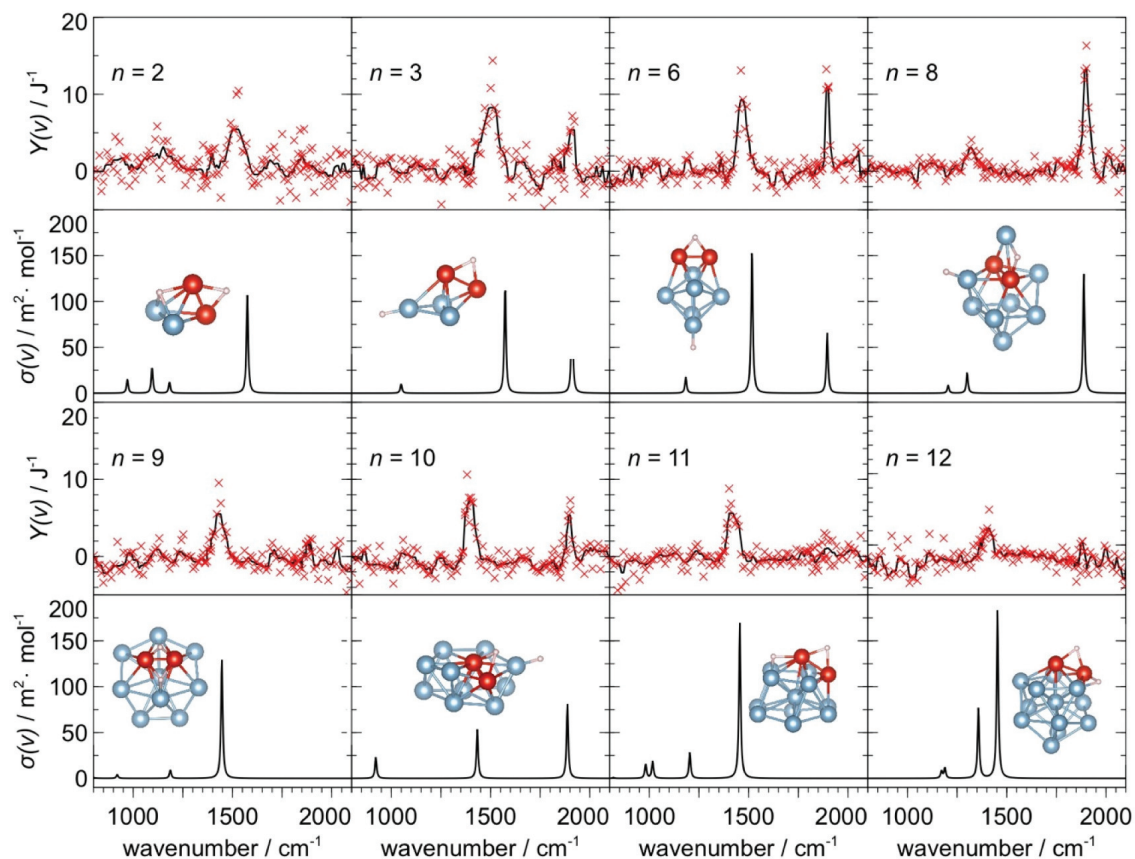 20
10
0
Y(ν) / J⁻¹
n = 2
n = 3
n = 6
n = 8
200
150
100
50
0
σ(ν) / m²· mol⁻¹
20
10
0
Y(ν) / J⁻¹
n = 9
n = 10
n = 11
n = 12
200
150
100
50
0
σ(ν) / m²· mol⁻¹
1000 1500 2000 1000 1500 2000 1000 1500 2000 1000 1500 2000
wavenumber / cm⁻¹ wavenumber / cm⁻¹ wavenumber / cm⁻¹ wavenumber / cm⁻¹